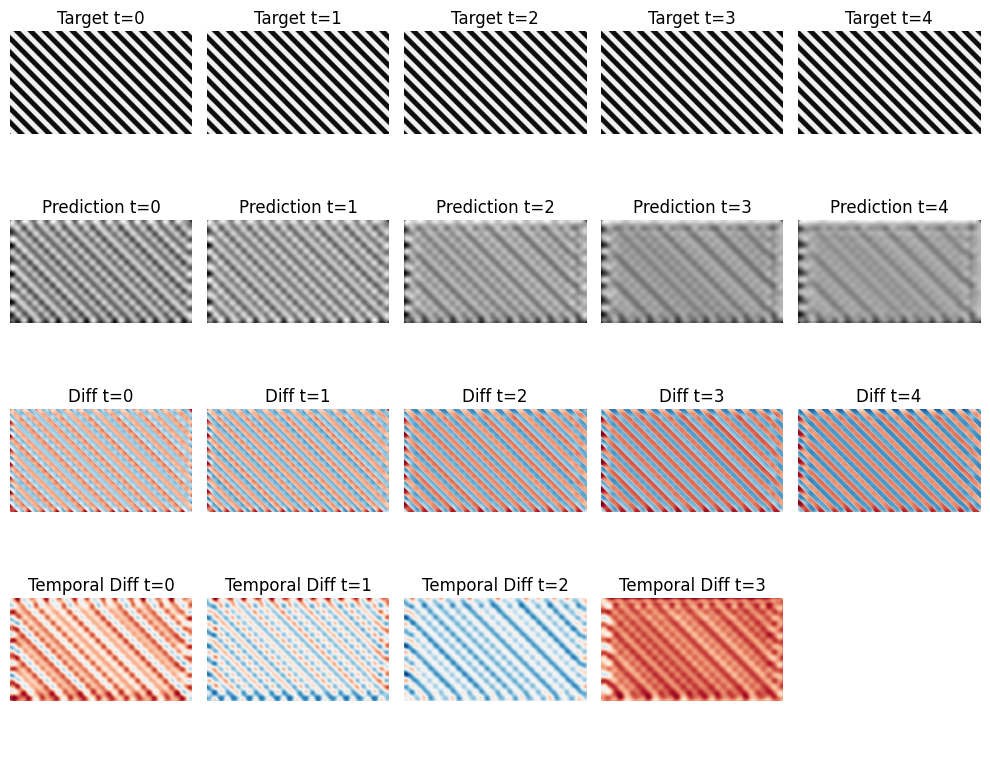 Target t=0 Target t=1 Target t=2 Target t=3 Target t=4
Prediction t=0 Prediction t=1 Prediction t=2 Prediction t=3 Prediction t=4
Diff t=0 Diff t=1 Diff t=2 Diff t=3 Diff t=4
Temporal Diff t=0 Temporal Diff t=1 Temporal Diff t=2 Temporal Diff t=3